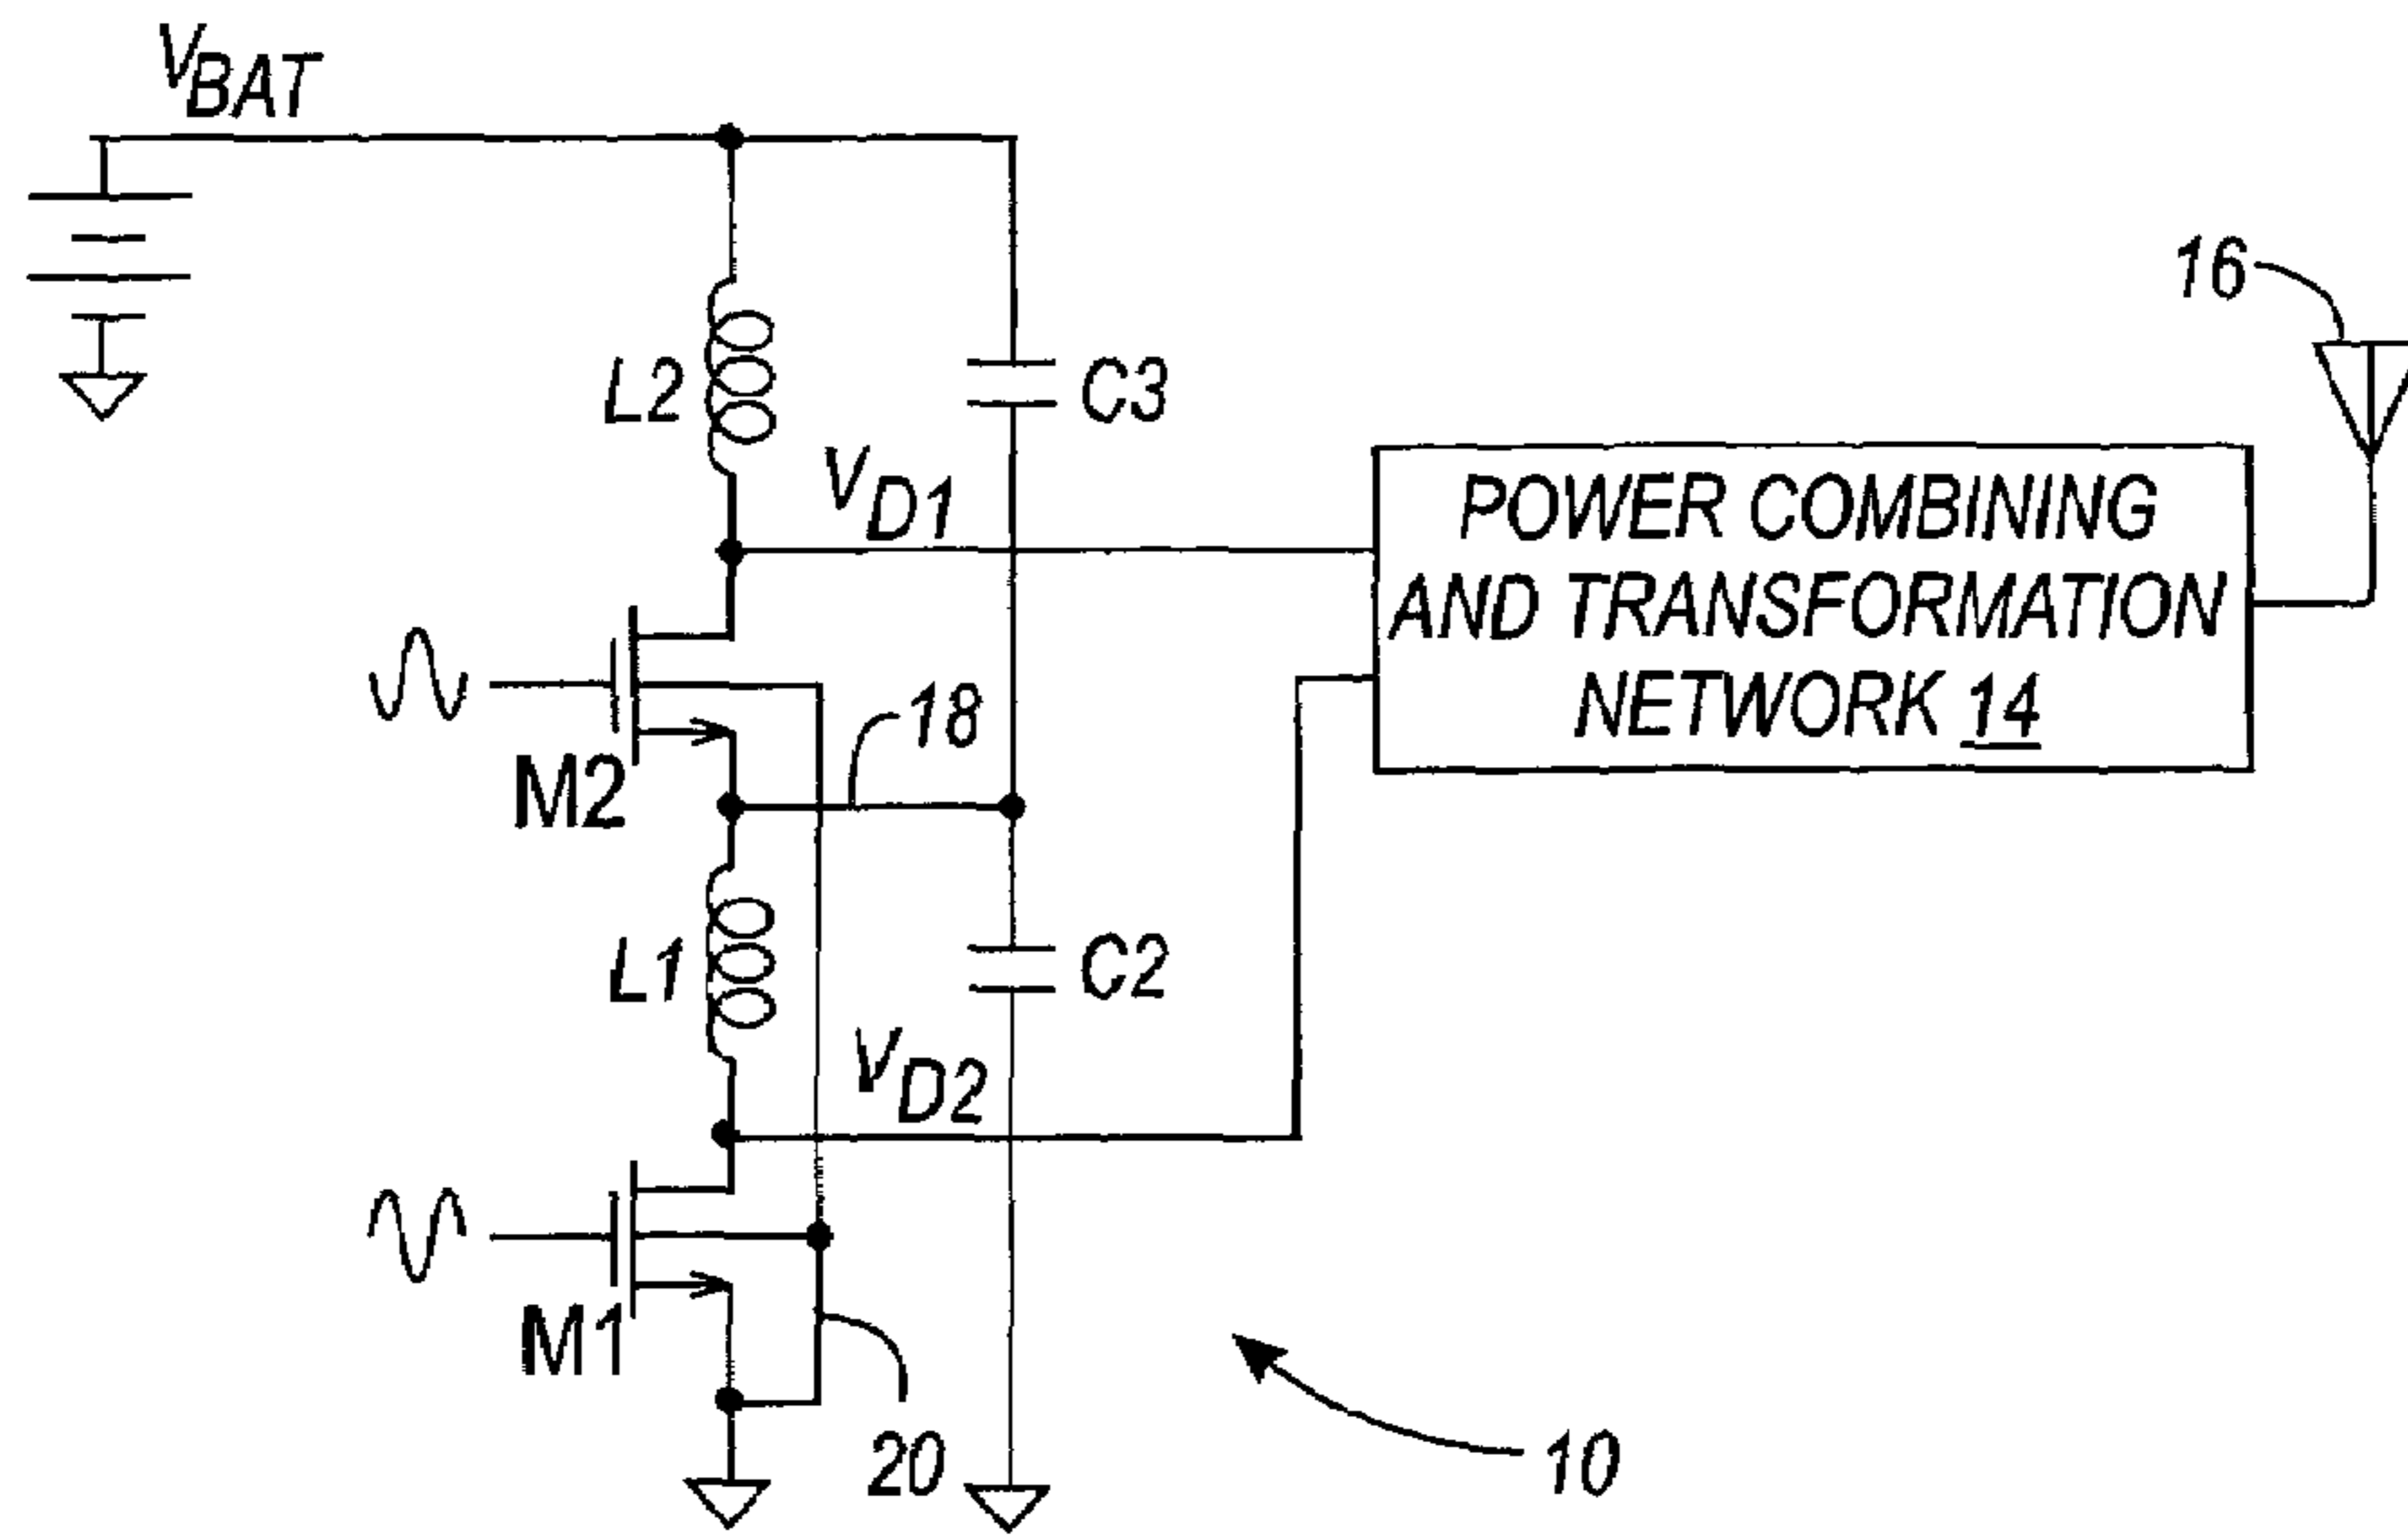 VBAT
16
L2
C3
VD1
POWER COMBINING
AND TRANSFORMATION
NETWORK 14
18
M2
L1
C2
VD2
M1
20
10